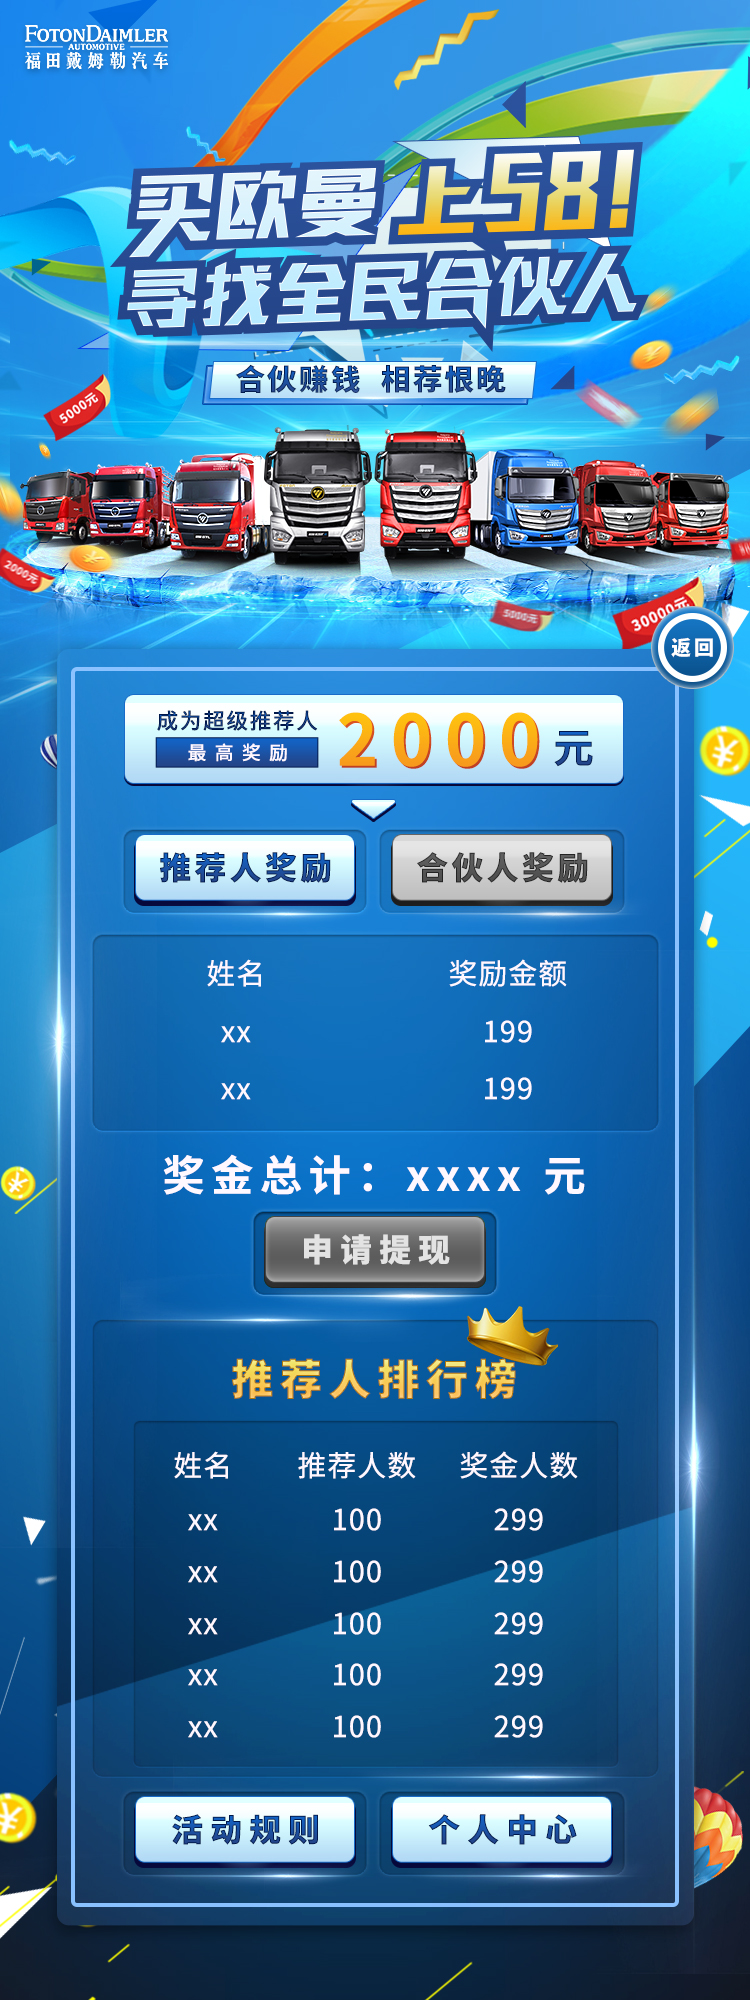 FOTONDAIMLER
AUTOMOTIVE
福田戴姆勒汽车
买欧曼 上58!
寻找全民合伙人
合伙赚钱 相荐恨晚
5000元
2000元
5000元
30000元
返回
成为超级推荐人
最高奖励
2000元
推荐人奖励 合伙人奖励
姓名 奖励金额
xx 199
xx 199
奖金总计：xxxx 元
申请提现
推荐人排行榜
姓名 推荐人数 奖金人数
xx 100 299
xx 100 299
xx 100 299
xx 100 299
xx 100 299
活动规则 个人中心